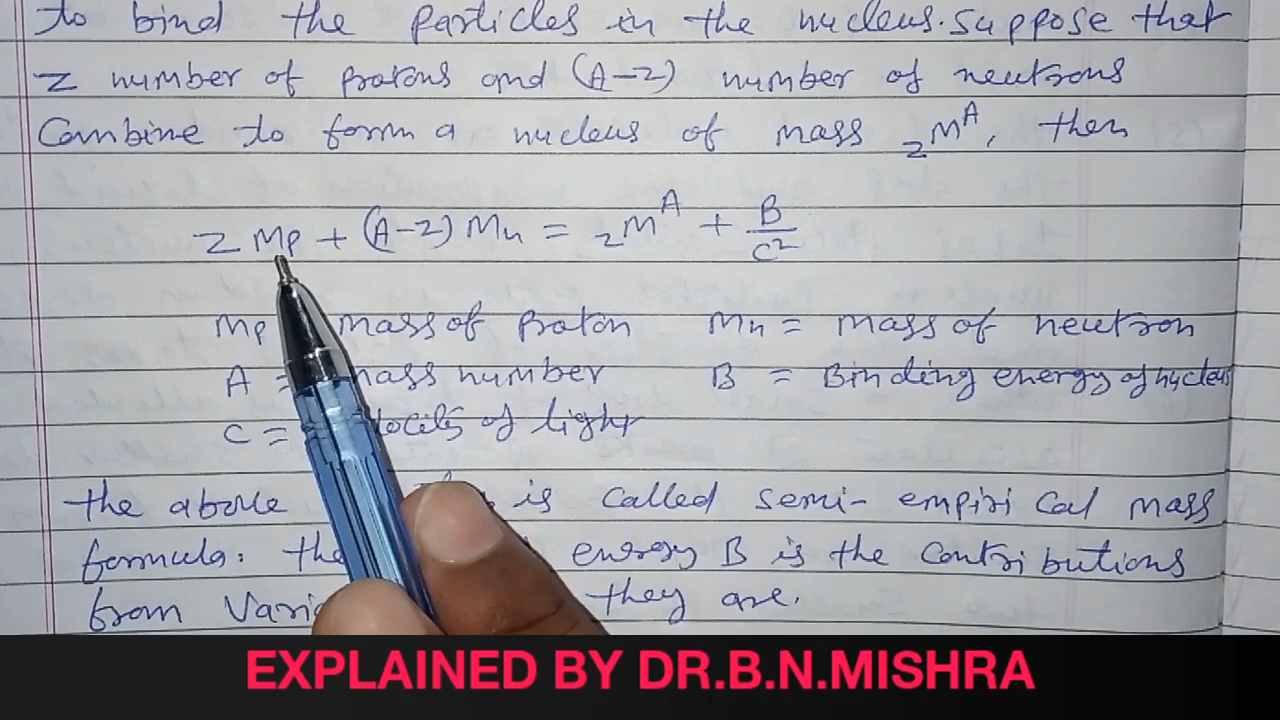 to bind the particles in the nucleus. Suppose that
Z number of protons and (A-Z) number of neutrons
Combine to form a nucleus of mass ZM^A, then
Z Mp + (A-Z) Mn = ZM^A + B/C²
Mp mass of proton Mn = mass of neutron
A = mass number B = Binding energy of nucleus
C = of light
the above is called semi-empirical mass
formula. the energy B is the contributions
from they are.
EXPLAINED BY DR.B.N.MISHRA